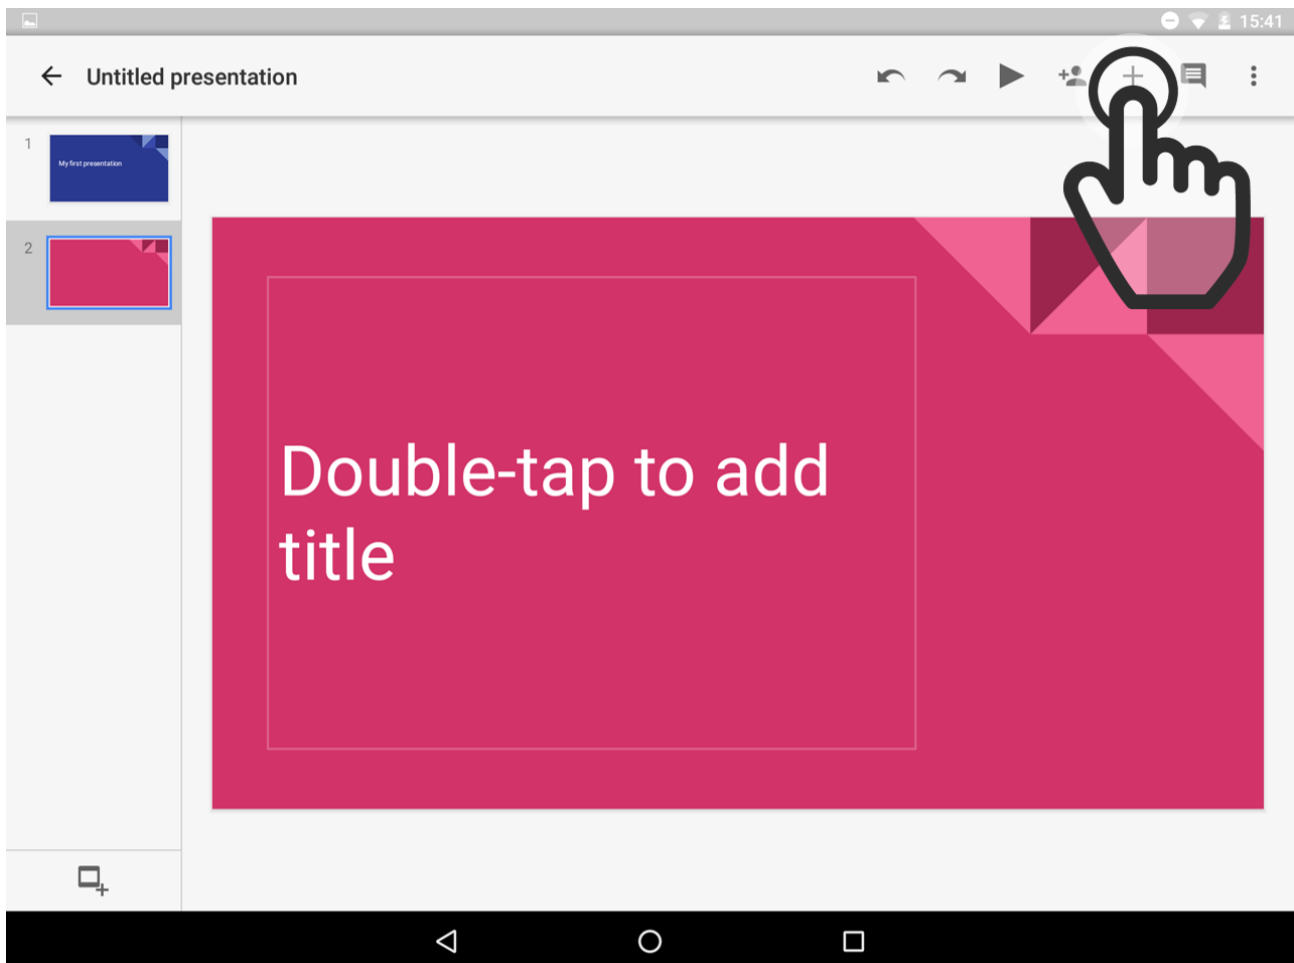 15:41
Untitled presentation
1
My first presentation
2
Double-tap to add
title